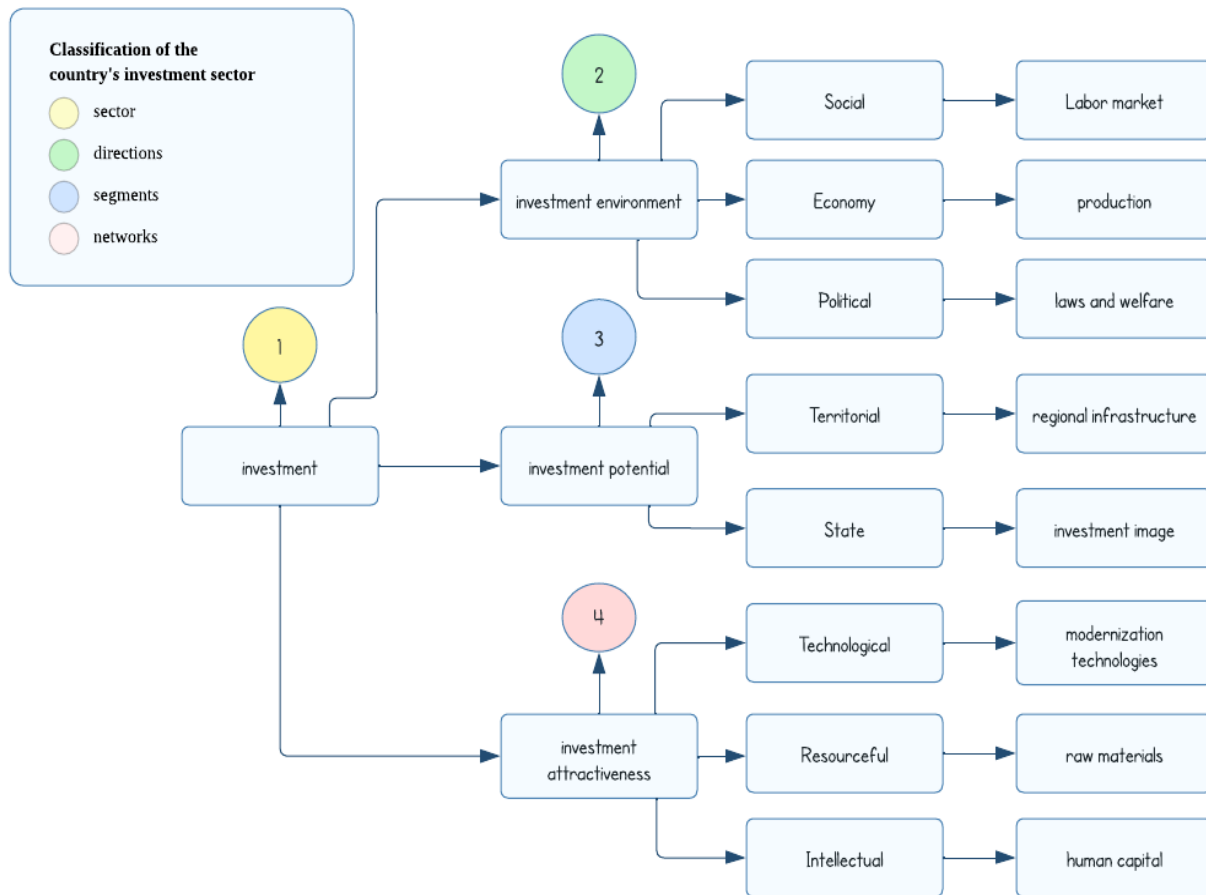 Classification of the
country's investment sector
sector
directions
segments
networks
1
investment
2
investment environment
Social
Labor market
Economy
production
Political
laws and welfare
3
investment potential
Territorial
regional infrastructure
State
investment image
4
investment
attractiveness
Technological
modernization
technologies
Resourceful
raw materials
Intellectual
human capital